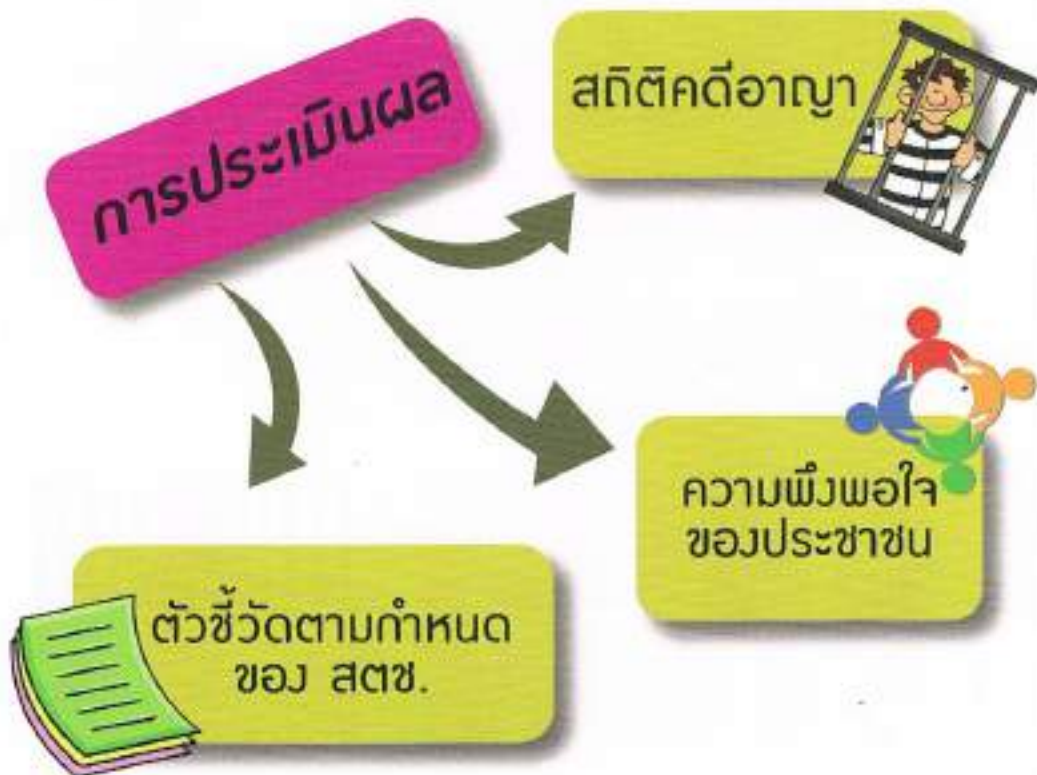 การประเมินผล
สถิติคดีอาญา
ความพึงพอใจ
ของประชาชน
ตัวชี้วัดตามกำหนด
ของ สตช.